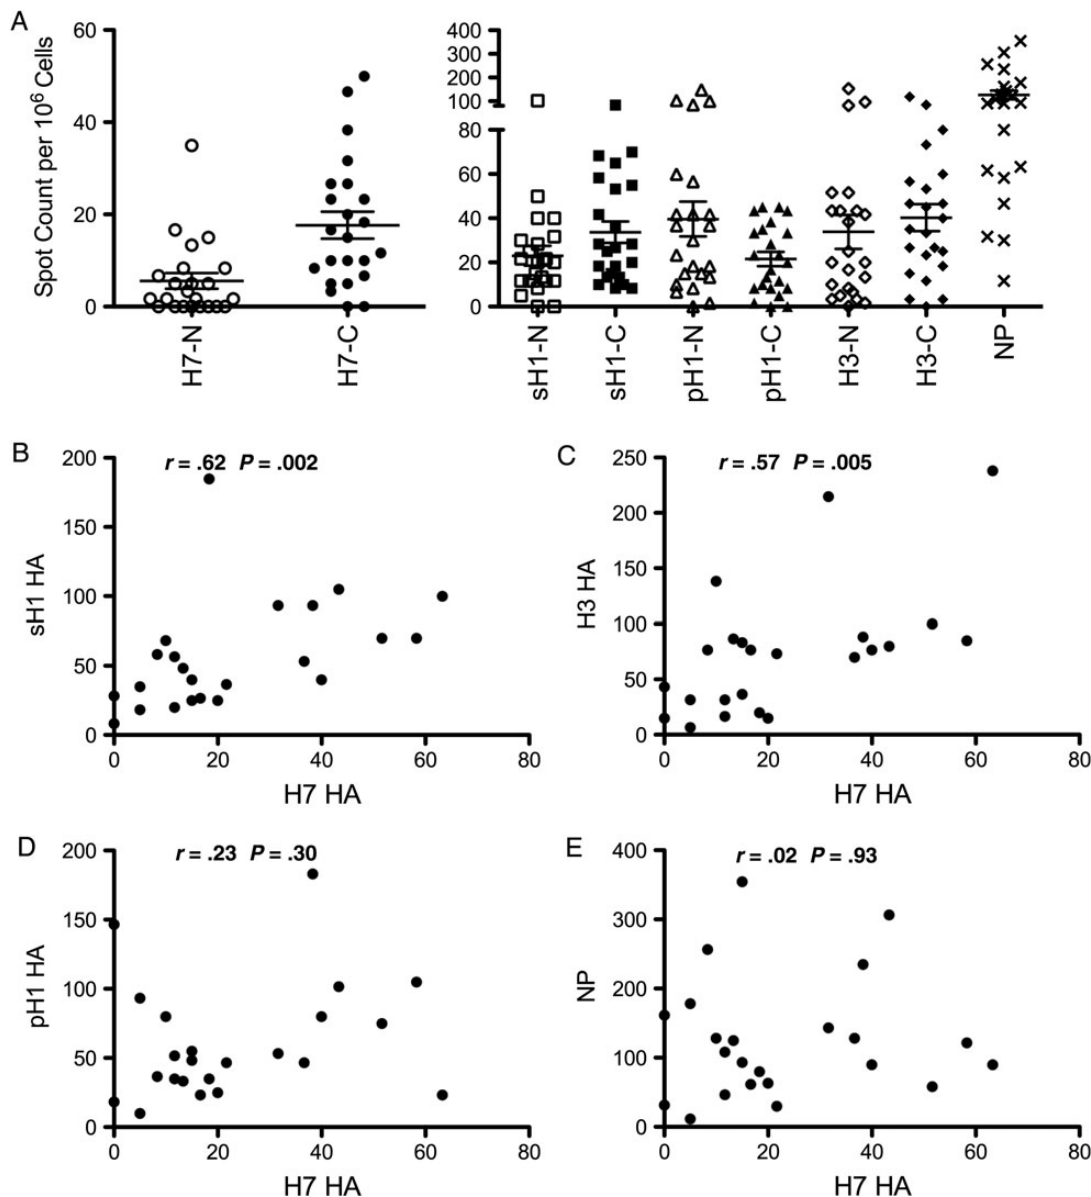 A
Spot Count per 10⁶ Cells
60
40
20
0
H7-N
H7-C
400
300
200
100
80
60
40
20
0
sH1-N
sH1-C
pH1-N
pH1-C
H3-N
H3-C
NP
B
r = .62 P = .002
sH1 HA
200
150
100
50
0
0 20 40 60 80
H7 HA
C
r = .57 P = .005
H3 HA
250
200
150
100
50
0
0 20 40 60 80
H7 HA
D
r = .23 P = .30
pH1 HA
200
150
100
50
0
0 20 40 60 80
H7 HA
E
r = .02 P = .93
NP
400
300
200
100
0
0 20 40 60 80
H7 HA